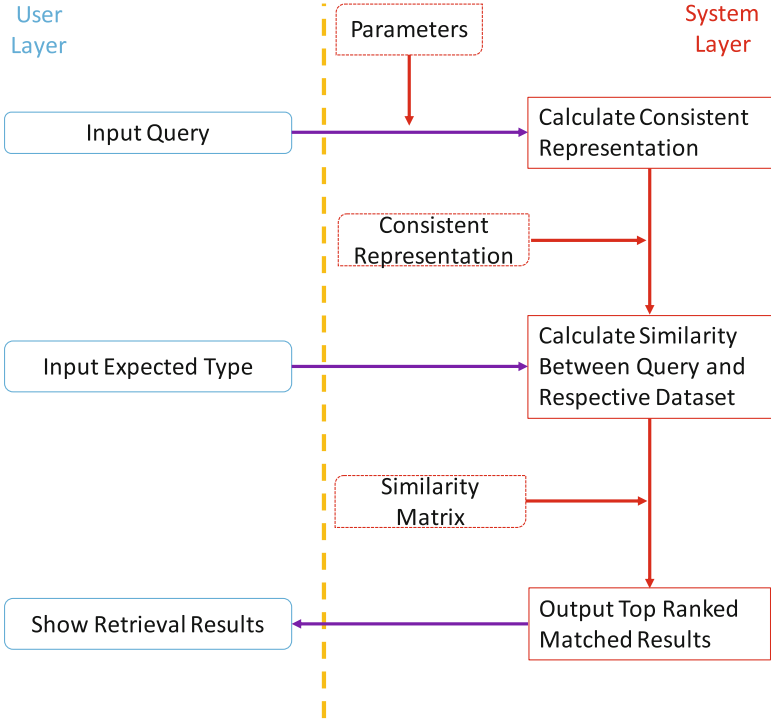 User
Layer
Parameters
System
Layer
Input Query
Calculate Consistent
Representation
Consistent
Representation
Input Expected Type
Calculate Similarity
Between Query and
Respective Dataset
Similarity
Matrix
Show Retrieval Results
Output Top Ranked
Matched Results